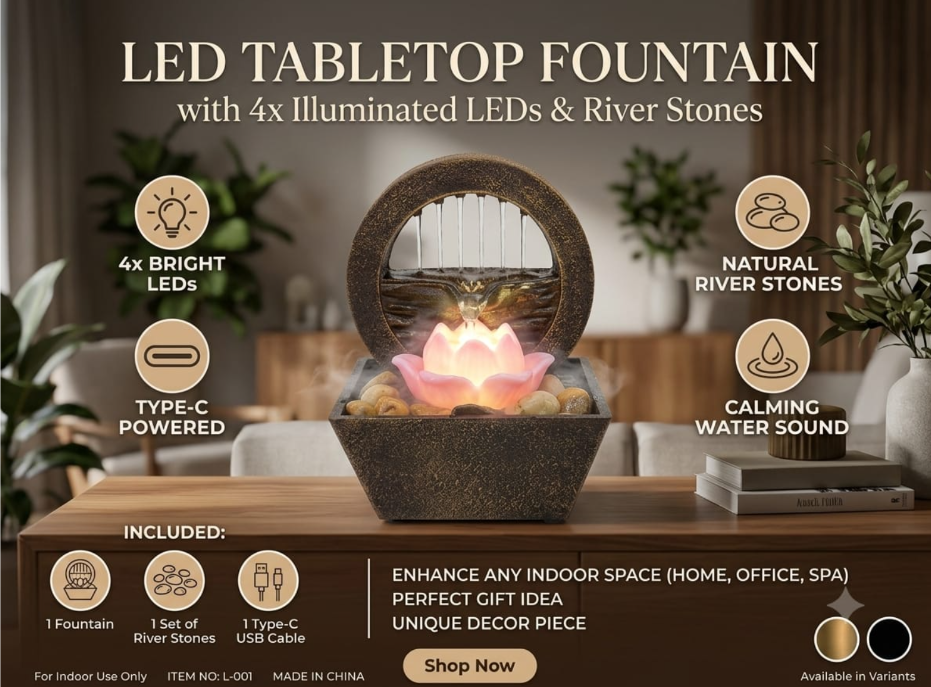 LED TABLETOP FOUNTAIN
with 4x Illuminated LEDs & River Stones
4x BRIGHT
LEDs
NATURAL
RIVER STONES
TYPE-C
POWERED
CALMING
WATER SOUND
INCLUDED:
1 Fountain
1 Set of
River Stones
1 Type-C
USB Cable
ENHANCE ANY INDOOR SPACE (HOME, OFFICE, SPA)
PERFECT GIFT IDEA
UNIQUE DECOR PIECE
Shop Now
For Indoor Use Only
ITEM NO: L-001
MADE IN CHINA
Available in Variants